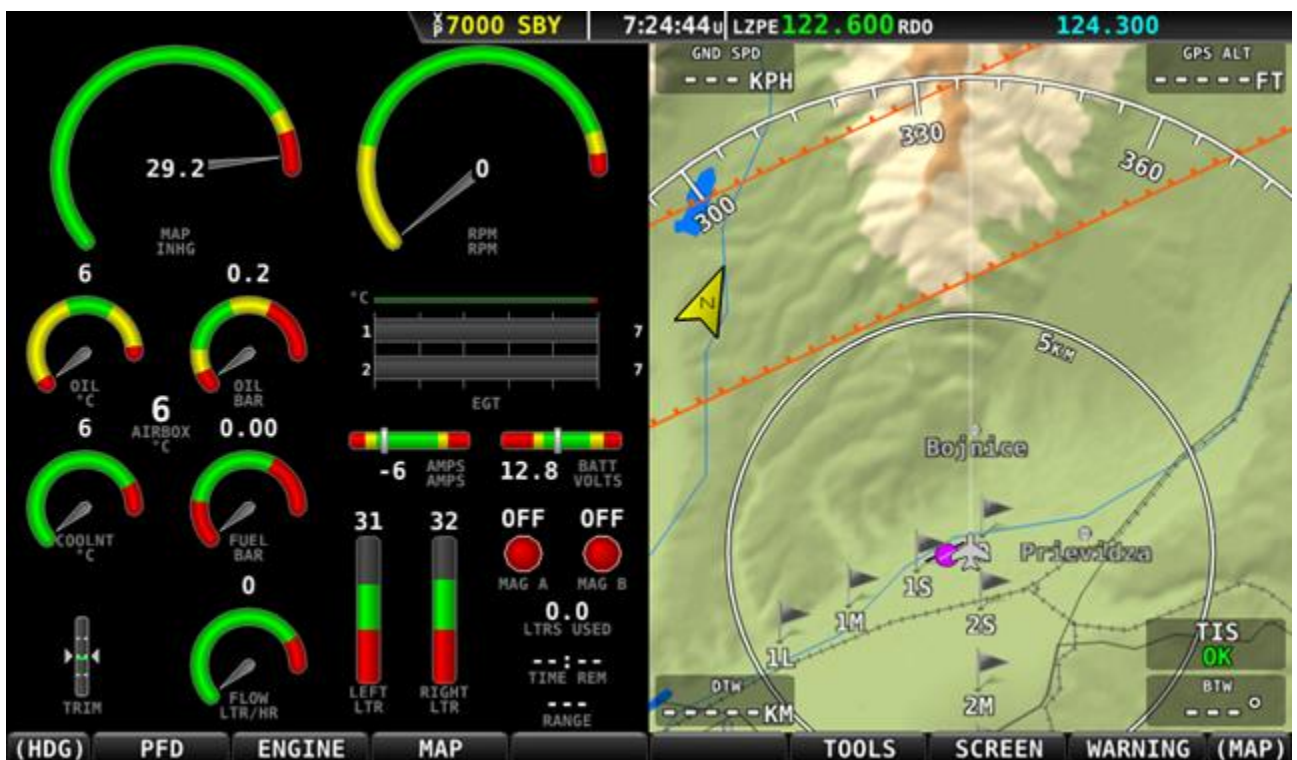 XP 7000 SBY 7:24:44U LZPE 122.600 RDO 124.300
29.2
MAP
INHG
0
RPM
RPM
6
OIL
°C
0.2
OIL
BAR
6
AIRBOX
°C
6
COOLNT
°C
0.00
FUEL
BAR
0
FLOW
LTR/HR
TRIM
°C
1 7
2 7
EGT
-6 AMPS
AMPS
12.8 BATT
VOLTS
31
LEFT
LTR
32
RIGHT
LTR
OFF OFF
MAG A MAG B
0.0
LTRS USED
--:--
TIME REM
---
RANGE
GND SPD
---KPH
GPS ALT
-----FT
300
330
360
N
5KM
Bojnice
Prievidza
1S
1M
1L
2S
2M
TIS
OK
DTW
-----KM
BTW
---°
(HDG) PFD ENGINE MAP TOOLS SCREEN WARNING (MAP)